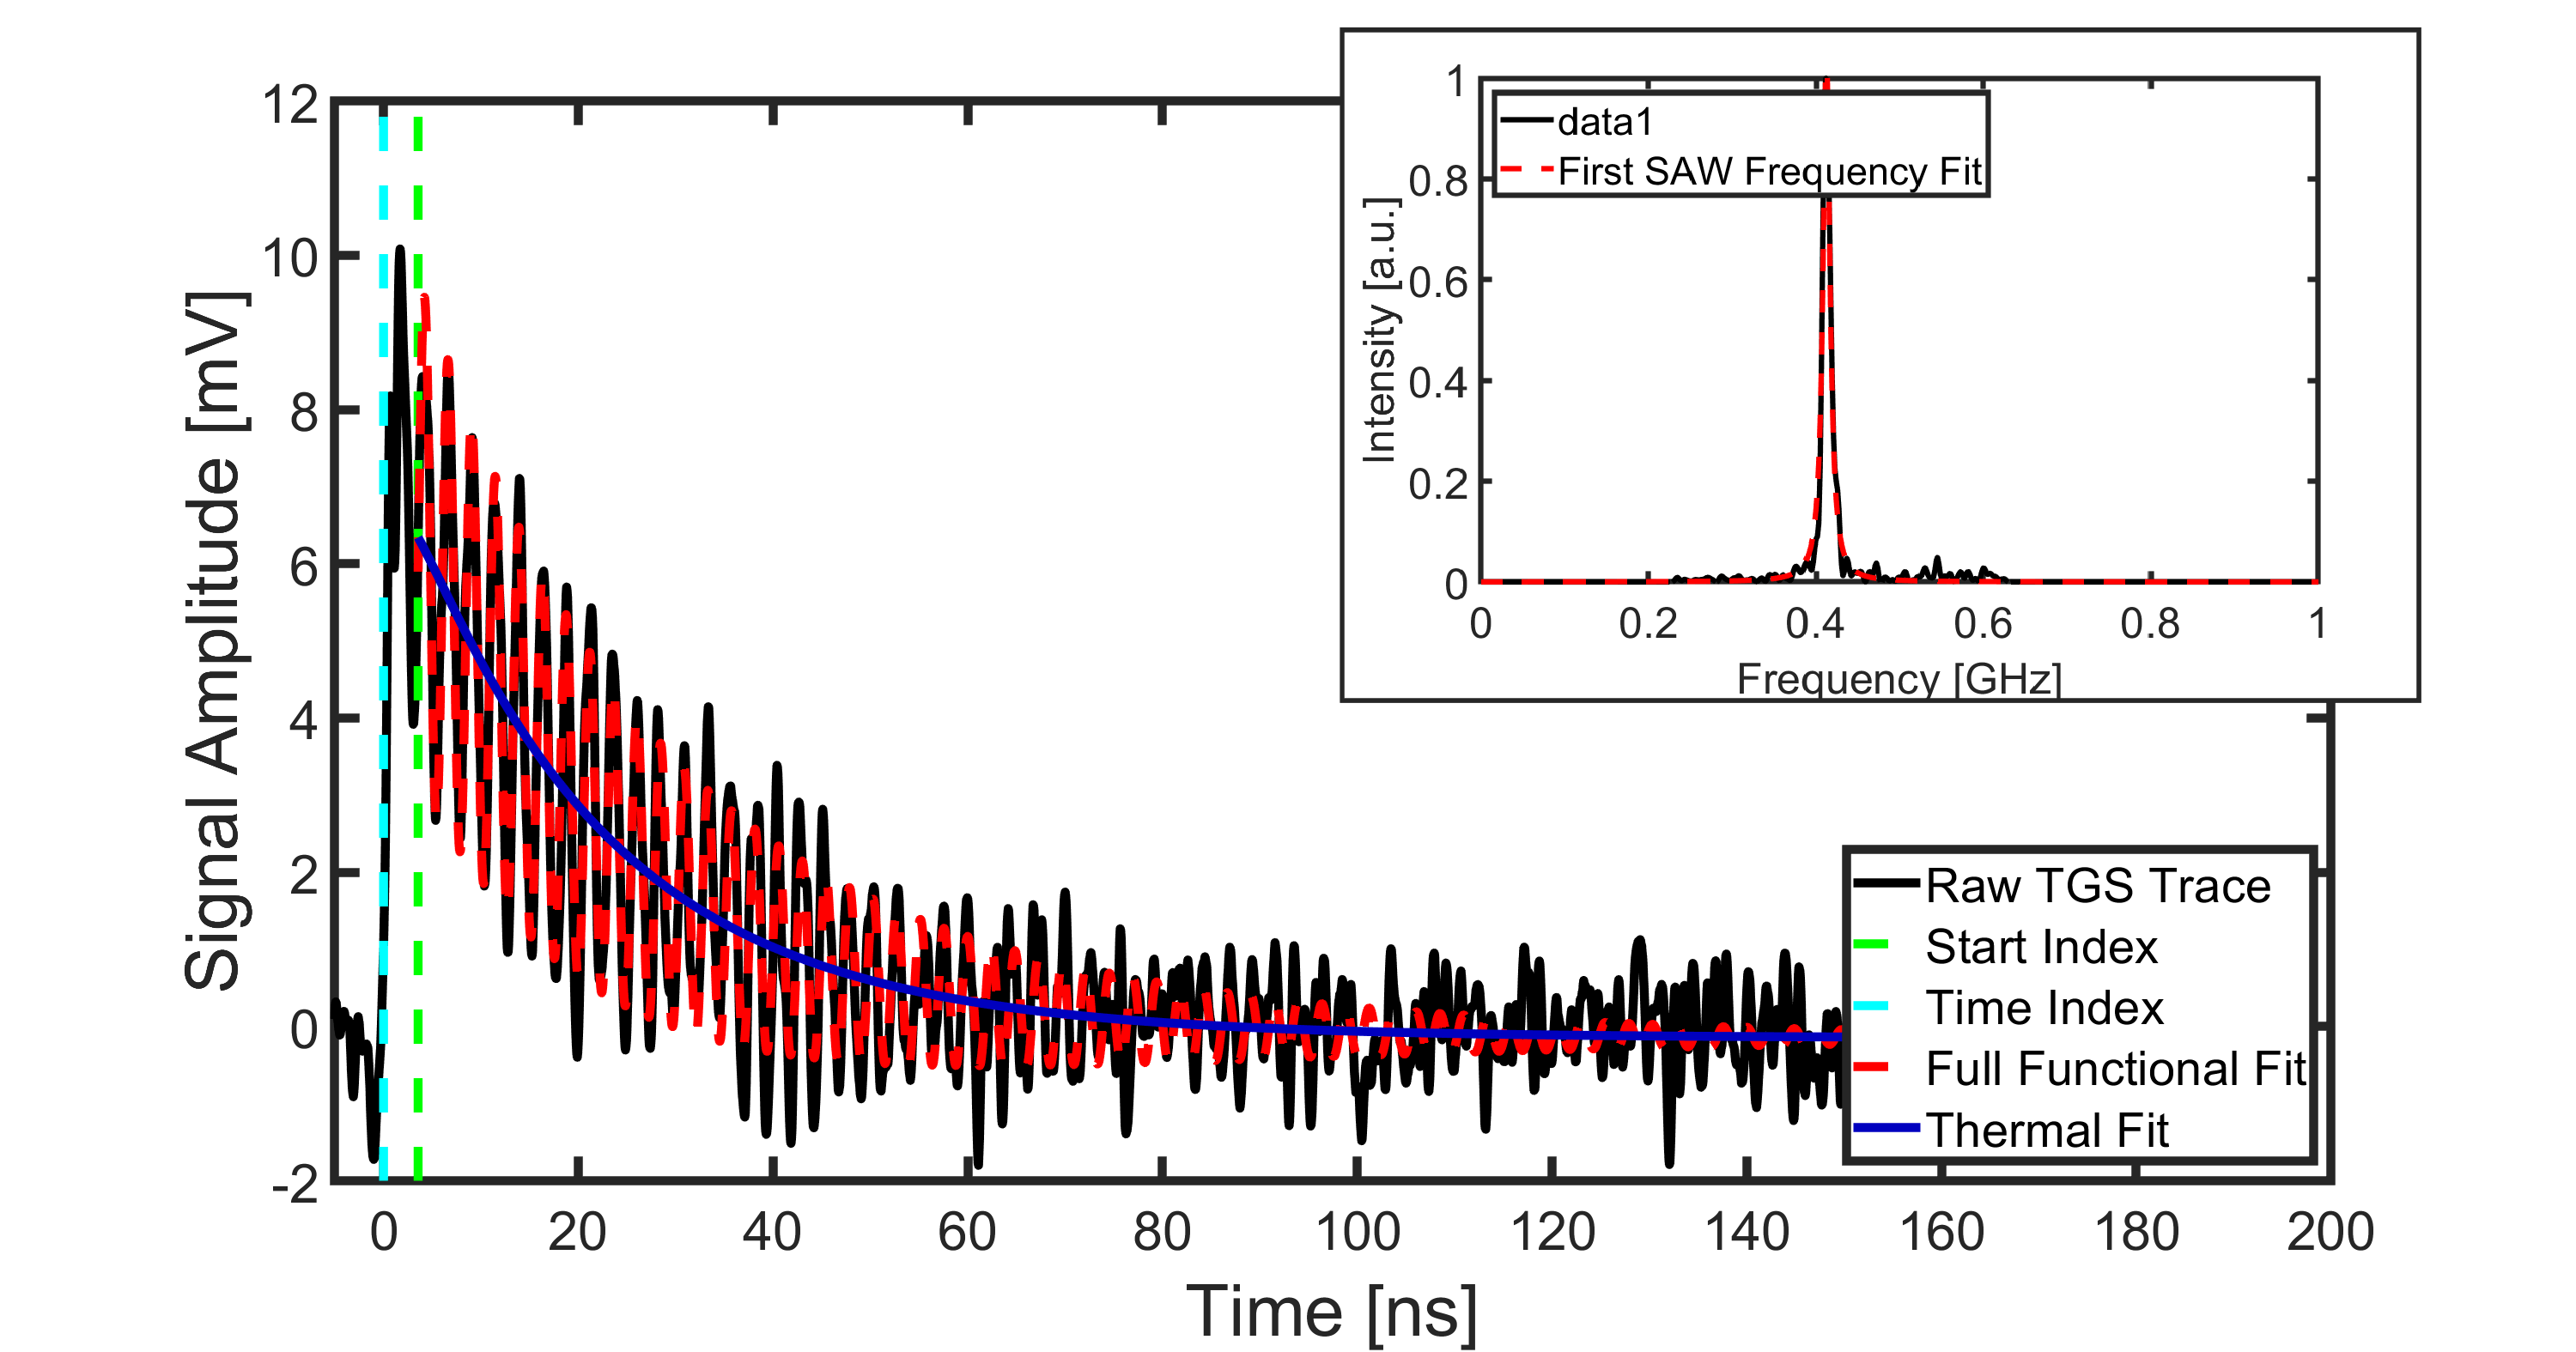 12
10
8
6
4
2
0
-2
Signal Amplitude [mV]
0 20 40 60 80 100 120 140 160 180 200
Time [ns]
1
0.8
0.6
0.4
0.2
0
Intensity [a.u.]
data1
First SAW Frequency Fit
0 0.2 0.4 0.6 0.8 1
Frequency [GHz]
Raw TGS Trace
Start Index
Time Index
Full Functional Fit
Thermal Fit